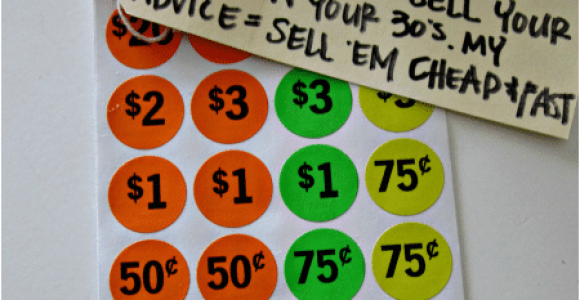 SELL YOUR
YOUR 30'S. MY
ADVICE = SELL 'EM CHEAP & FAST
$20
$2 $3 $3
$1 $1 $1 75¢
50¢ 50¢ 75¢ 75¢